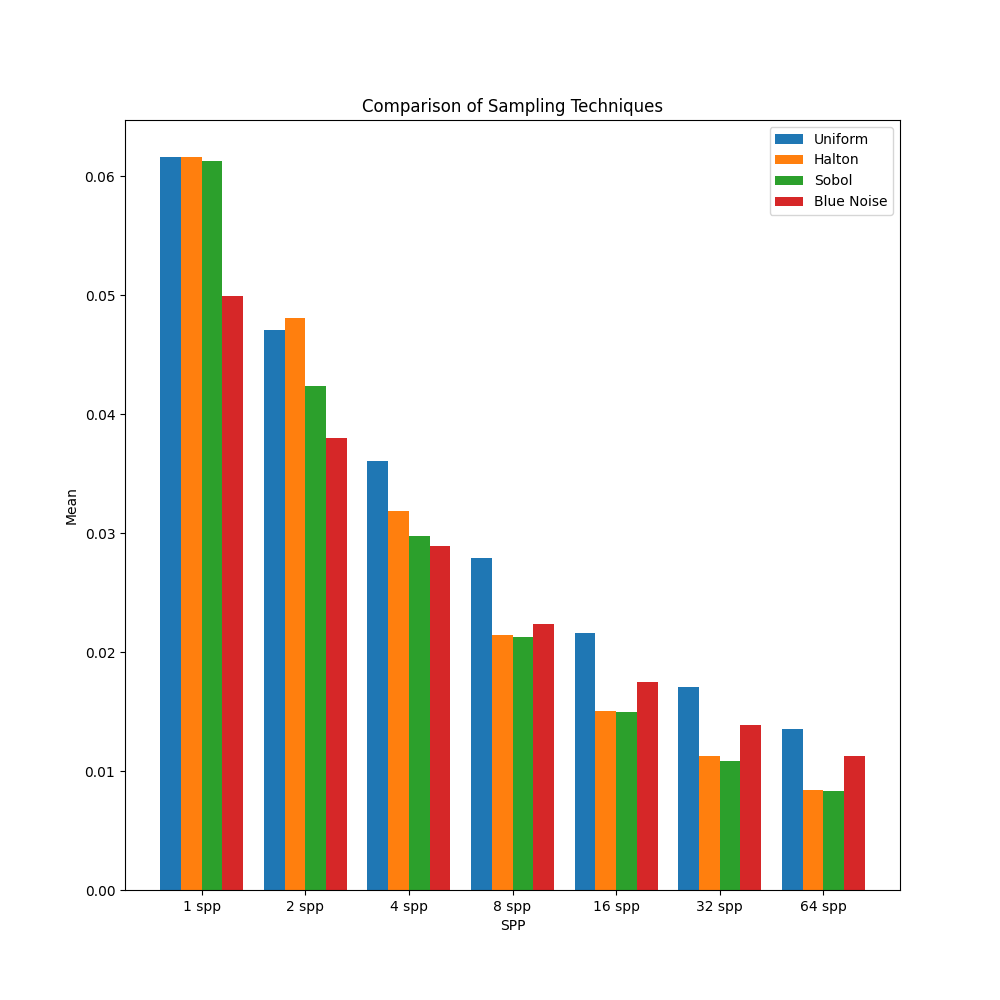 Comparison of Sampling Techniques
Uniform
Halton
Sobol
Blue Noise
Mean
0.06
0.05
0.04
0.03
0.02
0.01
0.00
1 spp
2 spp
4 spp
8 spp
16 spp
32 spp
64 spp
SPP